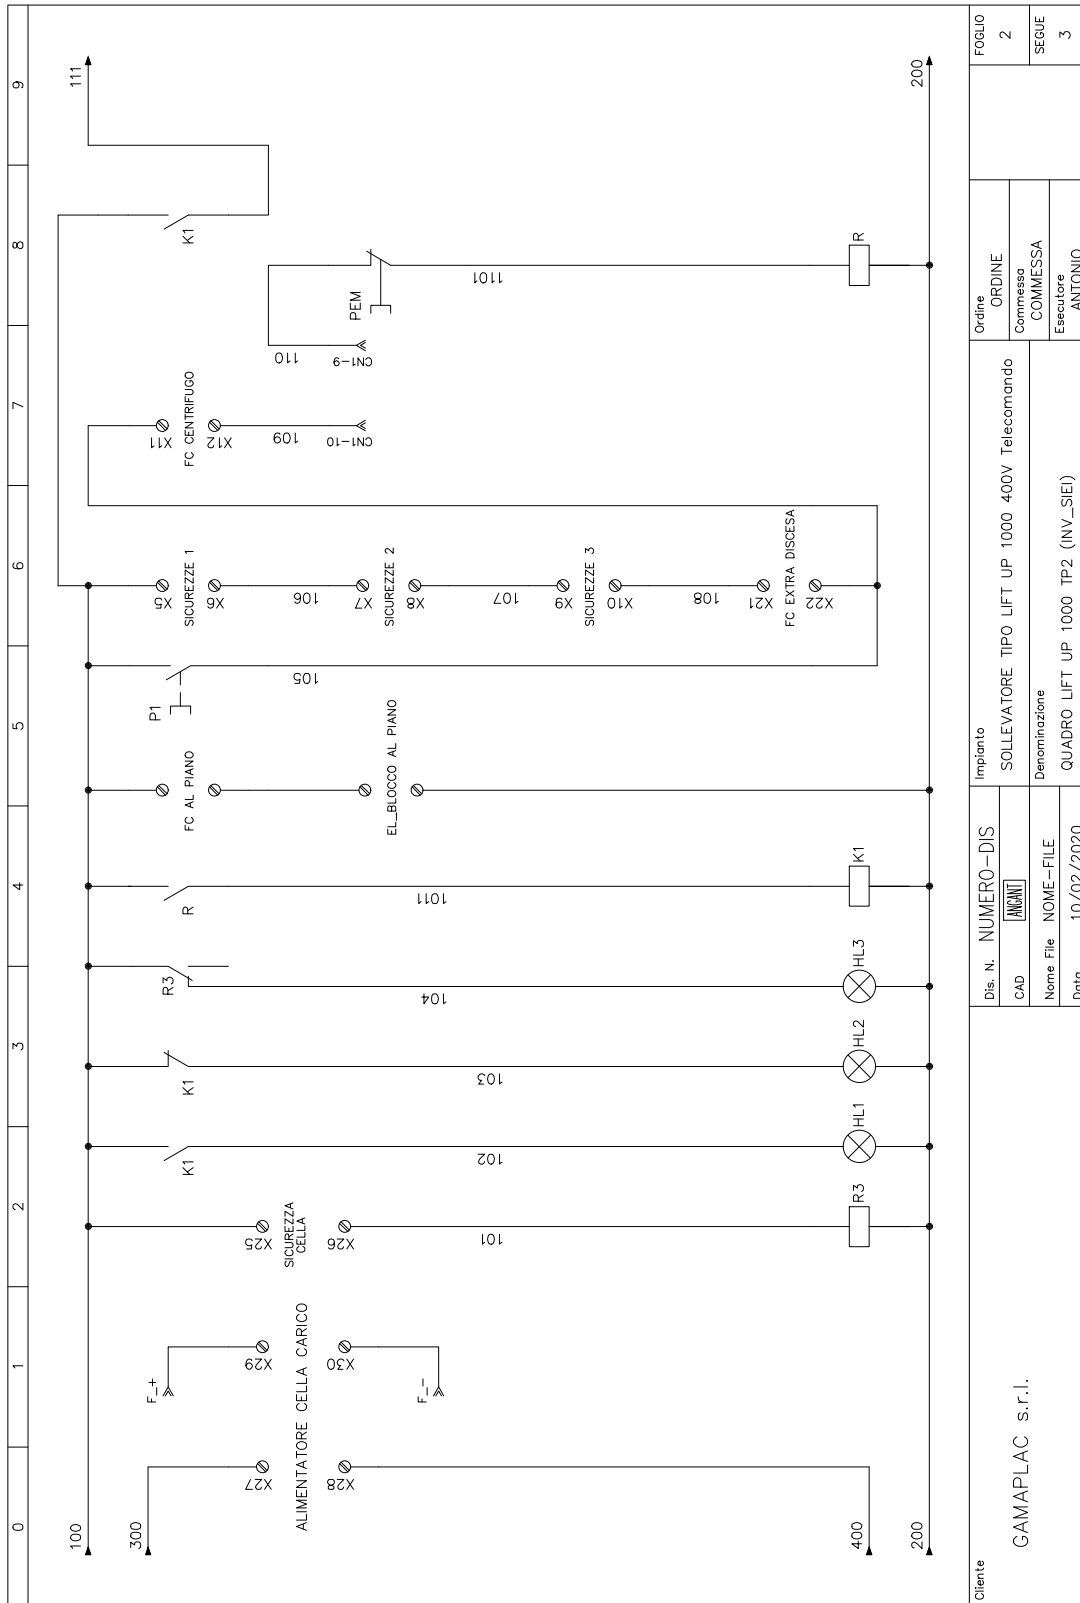 0 1 2 3 4 5 6 7 8 9
100
300
400
200
111
200
X27
X28
ALIMENTATORE CELLA CARICO
F_+
X29
X30
F_-
X25
SICUREZZA
CELLA
X26
101
R3
K1
102
HL1
K1
103
HL2
R3
104
HL3
R
1011
K1
FC AL PIANO
EL_BLOCCO AL PIANO
P1
105
X5
SICUREZZE 1
X6
106
X7
SICUREZZE 2
X8
107
X9
SICUREZZE 3
X10
108
X21
FC EXTRA DISCESA
X22
X11
FC CENTRIFUGO
X12
109
CN1-10
110
CN1-9
PEM
1101
R
K1
Cliente
GAMAPLAC s.r.l.
Dis. N. NUMERO-DIS
CAD ANGANT
Nome File NOME-FILE
Data 10/02/2020
Impianto
SOLLEVATORE TIPO LIFT UP 1000 400V Telecomando
Denominazione
QUADRO LIFT UP 1000 TP2 (INV_SIEI)
Ordine
ORDINE
Commessa
COMMESSA
Esecutore
ANTONIO
FOGLIO
2
SEGUE
3